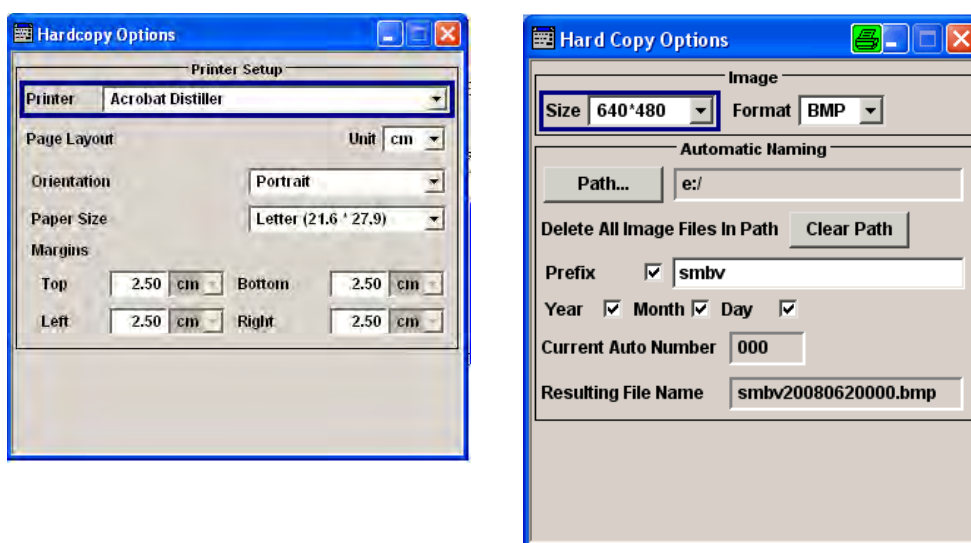 Hardcopy Options
Printer Setup
Printer Acrobat Distiller
Page Layout Unit cm
Orientation Portrait
Paper Size Letter (21.6 * 27.9)
Margins
Top 2.50 cm Bottom 2.50 cm
Left 2.50 cm Right 2.50 cm
Hard Copy Options
Image
Size 640*480 Format BMP
Automatic Naming
Path... e:/
Delete All Image Files In Path Clear Path
Prefix smbv
Year Month Day
Current Auto Number 000
Resulting File Name smbv20080620000.bmp